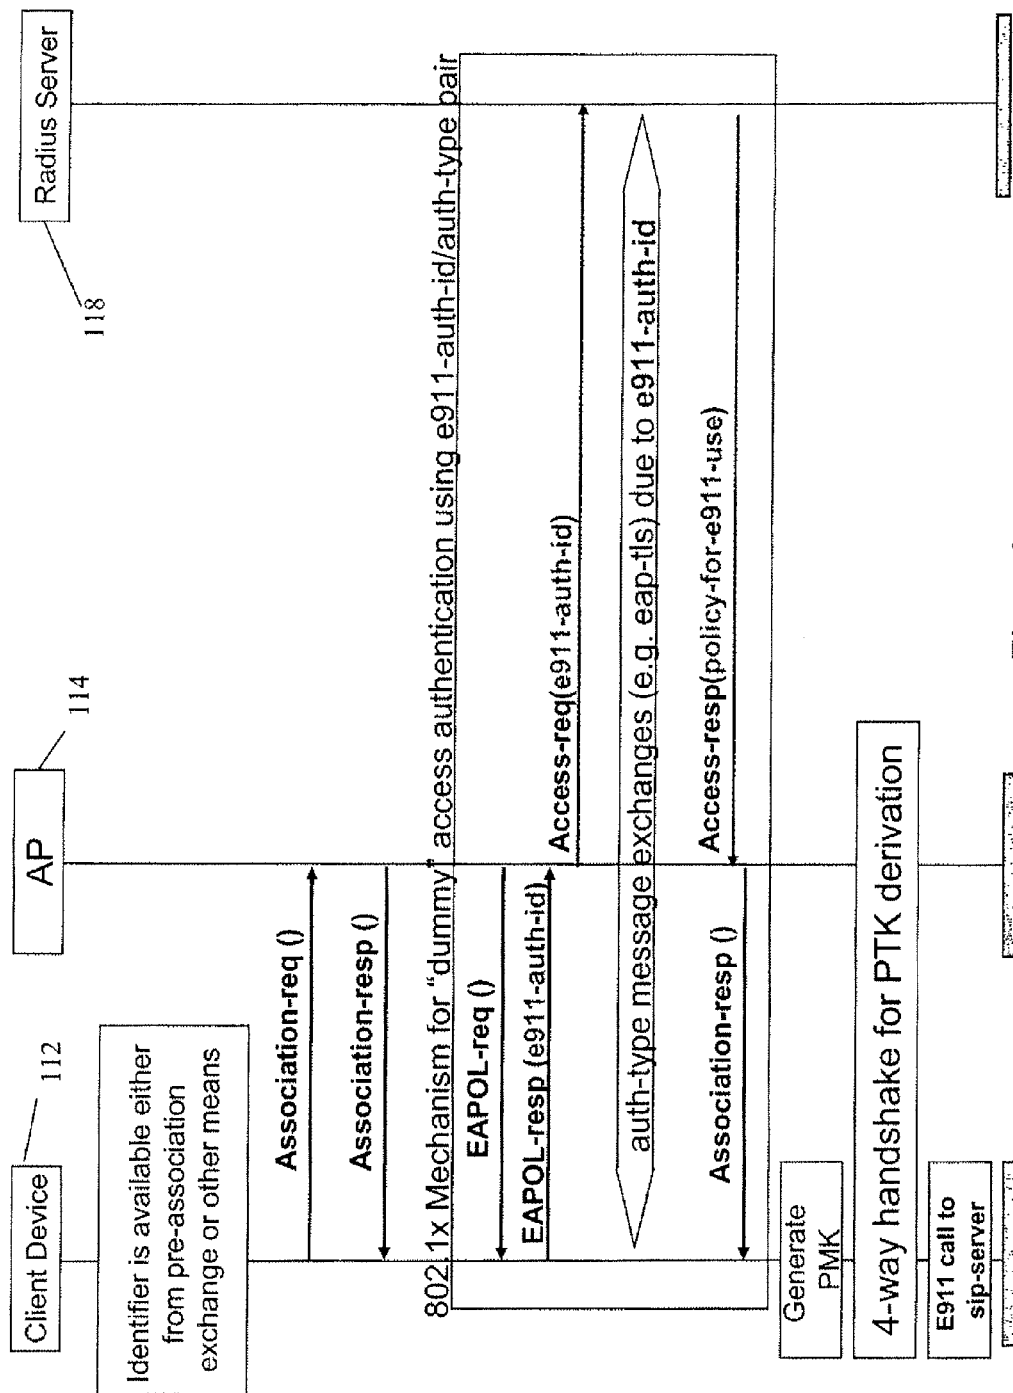 Client Device
112
AP
114
Radius Server
118
Identifier is available either
from pre-association
exchange or other means
Association-req ()
Association-resp ()
802.1x Mechanism for “dummy” access authentication using e911-auth-id/auth-type pair
EAPOL-req ()
EAPOL-resp (e911-auth-id)
Access-req(e911-auth-id)
auth-type message exchanges (e.g. eap-tls) due to e911-auth-id
Access-resp(policy-for-e911-use)
Association-resp ()
Generate
PMK
4-way handshake for PTK derivation
E911 call to
sip-server